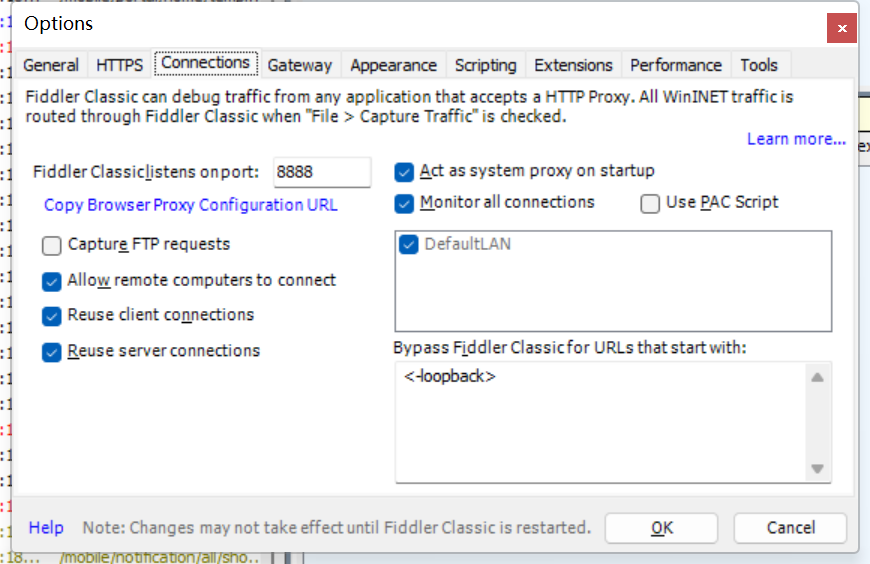 Options
×
General HTTPS Connections Gateway Appearance Scripting Extensions Performance Tools
Fiddler Classic can debug traffic from any application that accepts a HTTP Proxy. All WinINET traffic is
routed through Fiddler Classic when "File > Capture Traffic" is checked.
Learn more...
Fiddler Classic listens on port: 8888
Copy Browser Proxy Configuration URL
Capture FTP requests
Allow remote computers to connect
Reuse client connections
Reuse server connections
Act as system proxy on startup
Monitor all connections Use PAC Script
DefaultLAN
Bypass Fiddler Classic for URLs that start with:
<-loopback>
Help Note: Changes may not take effect until Fiddler Classic is restarted. OK Cancel
:18... /mobile/notification/all/sho..